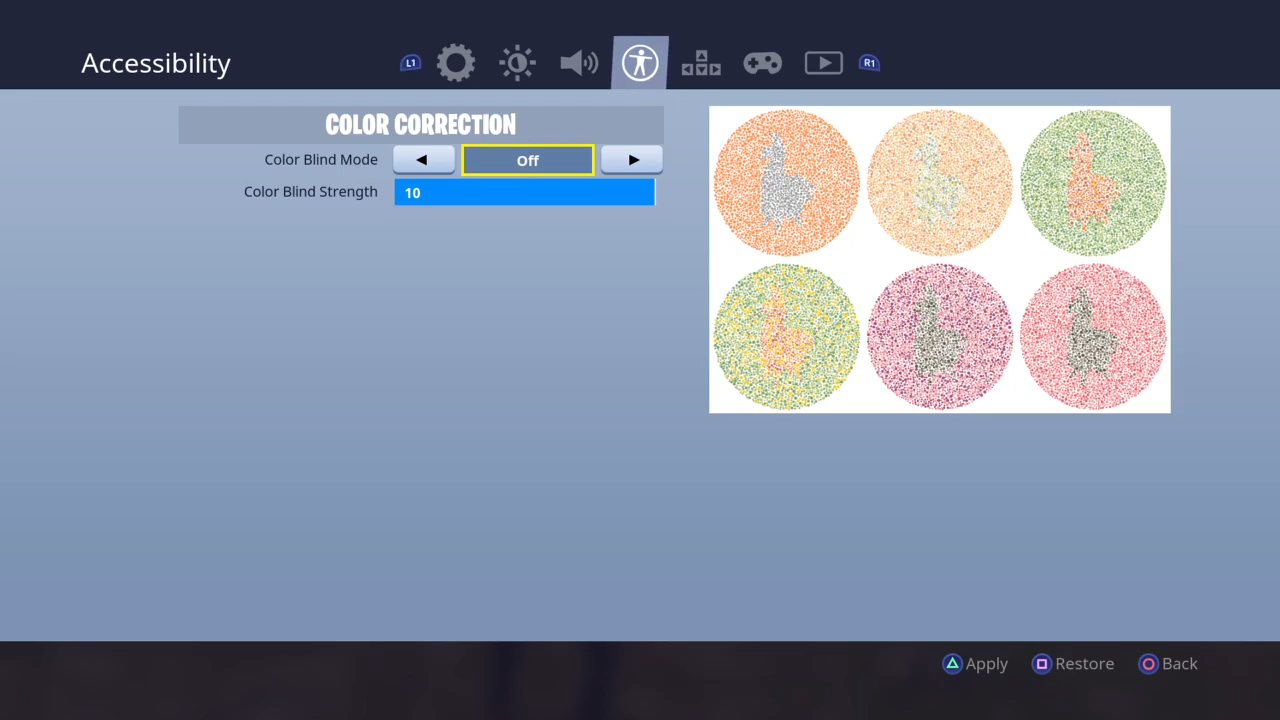 Accessibility
L1
R1
COLOR CORRECTION
Color Blind Mode
Off
Color Blind Strength
10
Apply
Restore
Back